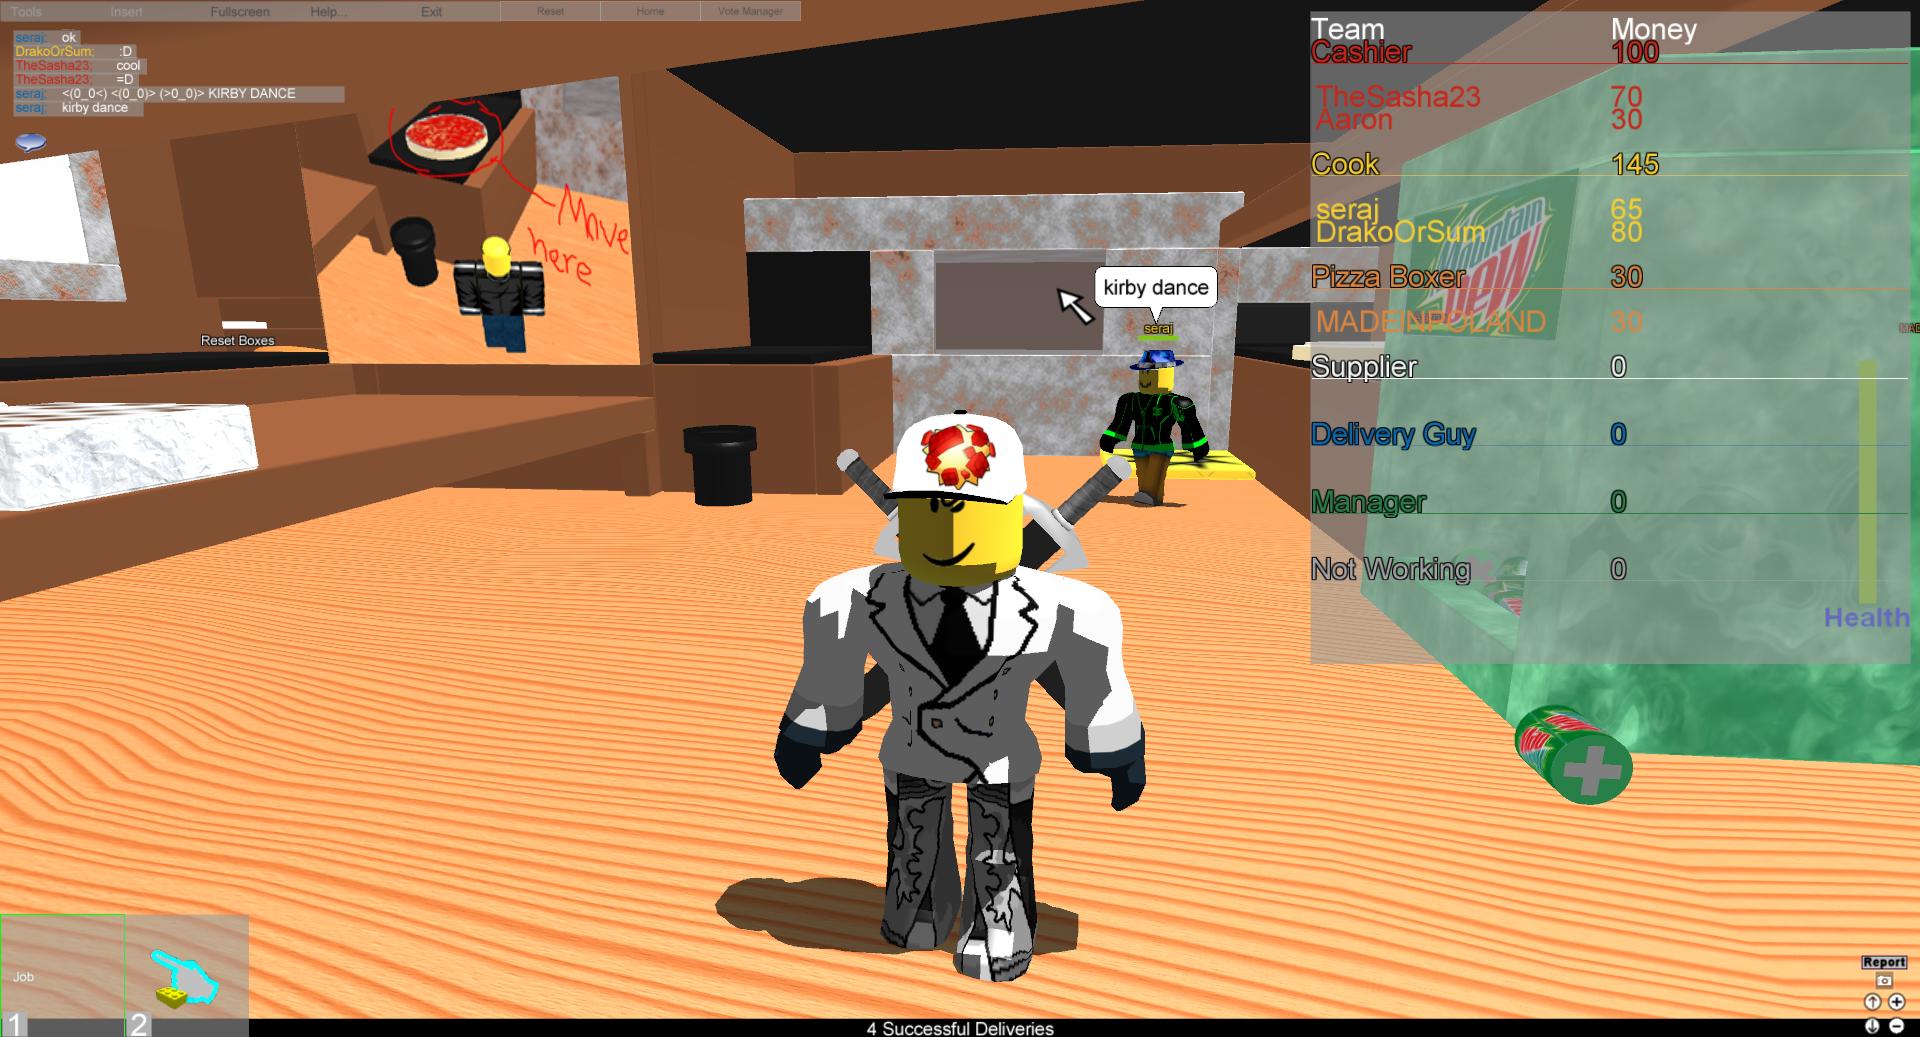 Tools Insert Fullscreen Help... Exit Reset Home Vote Manager
seraj: ok
DrakoOrSum: :D
TheSasha23: cool
TheSasha23: =D
seraj: <(0_0<) <(0_0)> (>0_0)> KIRBY DANCE
seraj: kirby dance
Move
here
Reset Boxes
kirby dance
seraj
Team Money
Cashier 100
TheSasha23 70
Aaron 30
Cook 145
seraj 65
DrakoOrSum 80
Pizza Boxer 30
MADEINPOLAND 30
Supplier 0
Delivery Guy 0
Manager 0
Not Working 0
Mountain
Dew
MAD
Health
Job
1
2
4 Successful Deliveries
Report